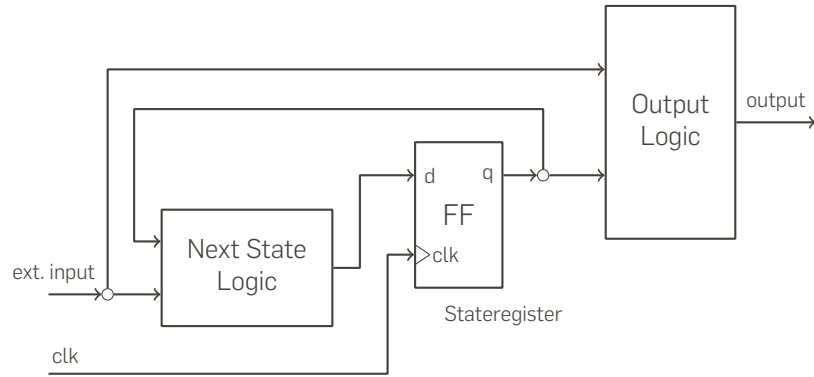 Output
Logic
output
d
q
FF
clk
Next State
Logic
ext. input
Stateregister
clk